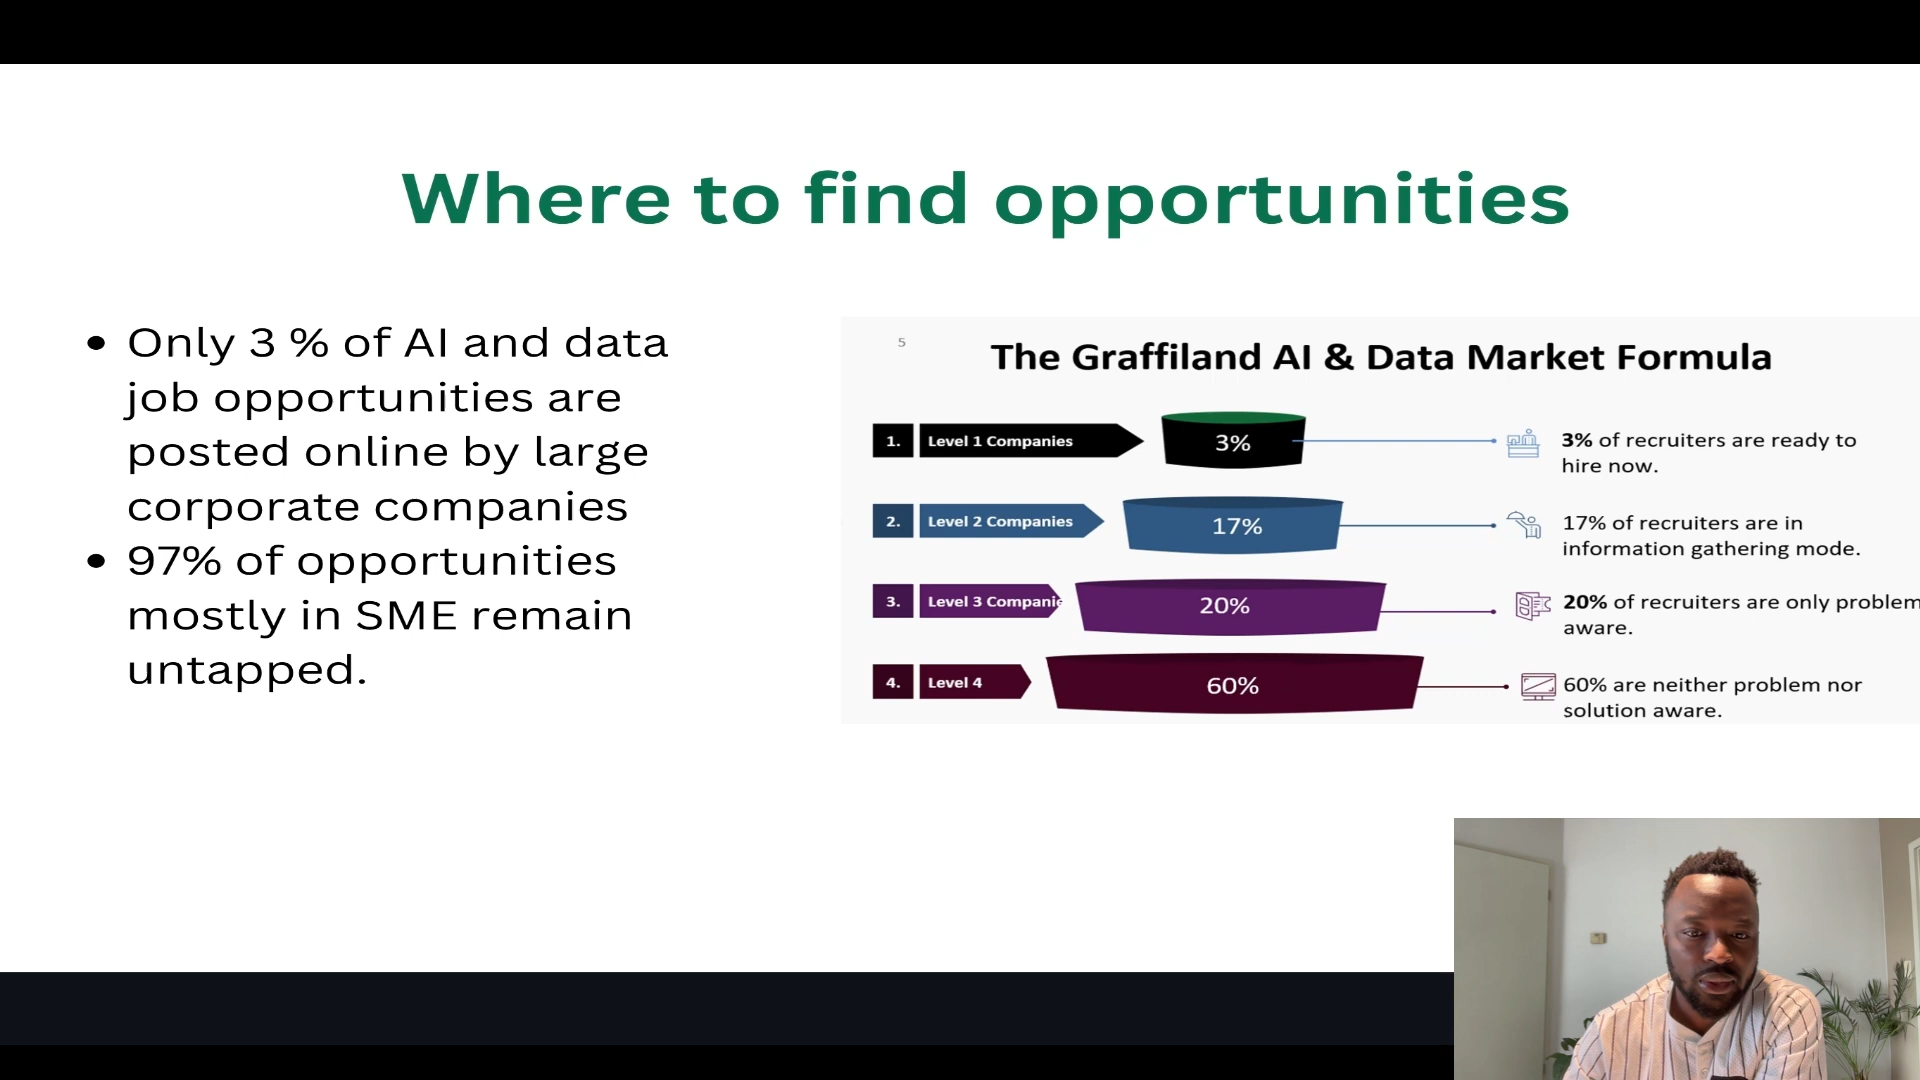 Where to find opportunities
Only 3 % of AI and data
job opportunities are
posted online by large
corporate companies
97% of opportunities
mostly in SME remain
untapped.
5
The Graffiland AI & Data Market Formula
1. Level 1 Companies 3% 3% of recruiters are ready to
hire now.
2. Level 2 Companies 17% 17% of recruiters are in
information gathering mode.
3. Level 3 Companie 20% 20% of recruiters are only problem
aware.
4. Level 4 60% 60% are neither problem nor
solution aware.